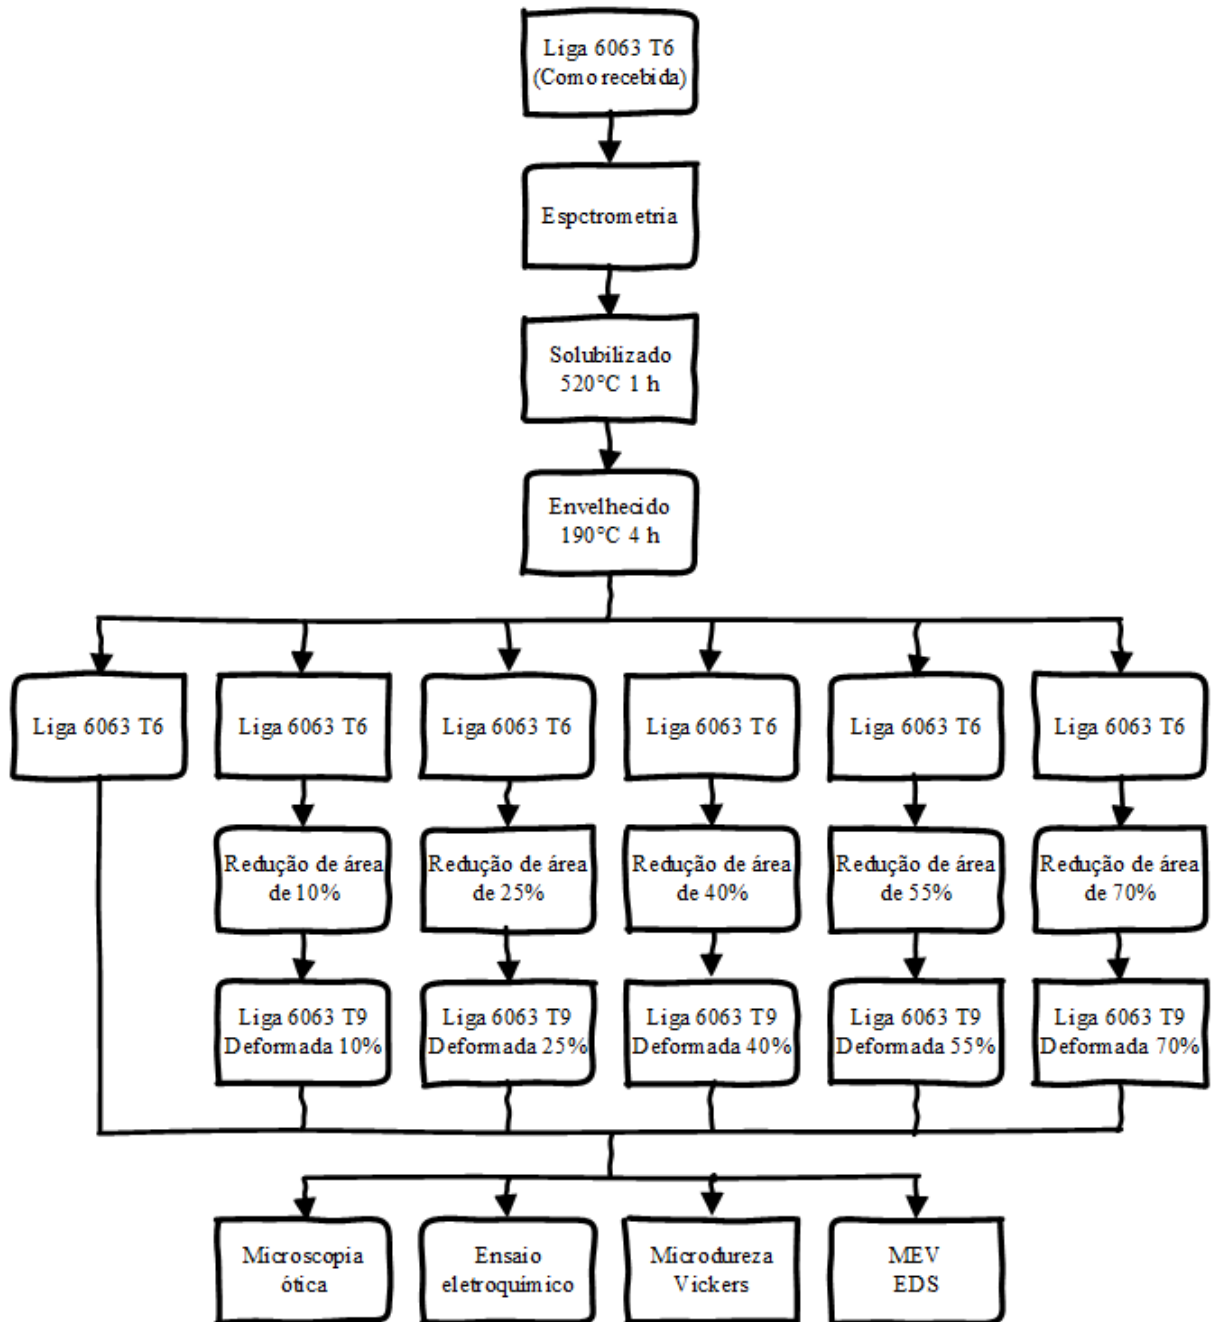 Liga 6063 T6
(Como recebida)
Espctrometria
Solubilizado
520°C 1 h
Envelhecido
190°C 4 h
Liga 6063 T6
Liga 6063 T6
Liga 6063 T6
Liga 6063 T6
Liga 6063 T6
Liga 6063 T6
Redução de área
de 10%
Redução de área
de 25%
Redução de área
de 40%
Redução de área
de 55%
Redução de área
de 70%
Liga 6063 T9
Deformada 10%
Liga 6063 T9
Deformada 25%
Liga 6063 T9
Deformada 40%
Liga 6063 T9
Deformada 55%
Liga 6063 T9
Deformada 70%
Microscopia
ótica
Ensaio
eletroquímico
Microdureza
Vickers
MEV
EDS